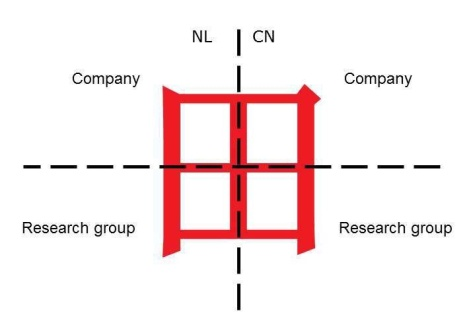 NL CN
Company Company
田
Research group Research group